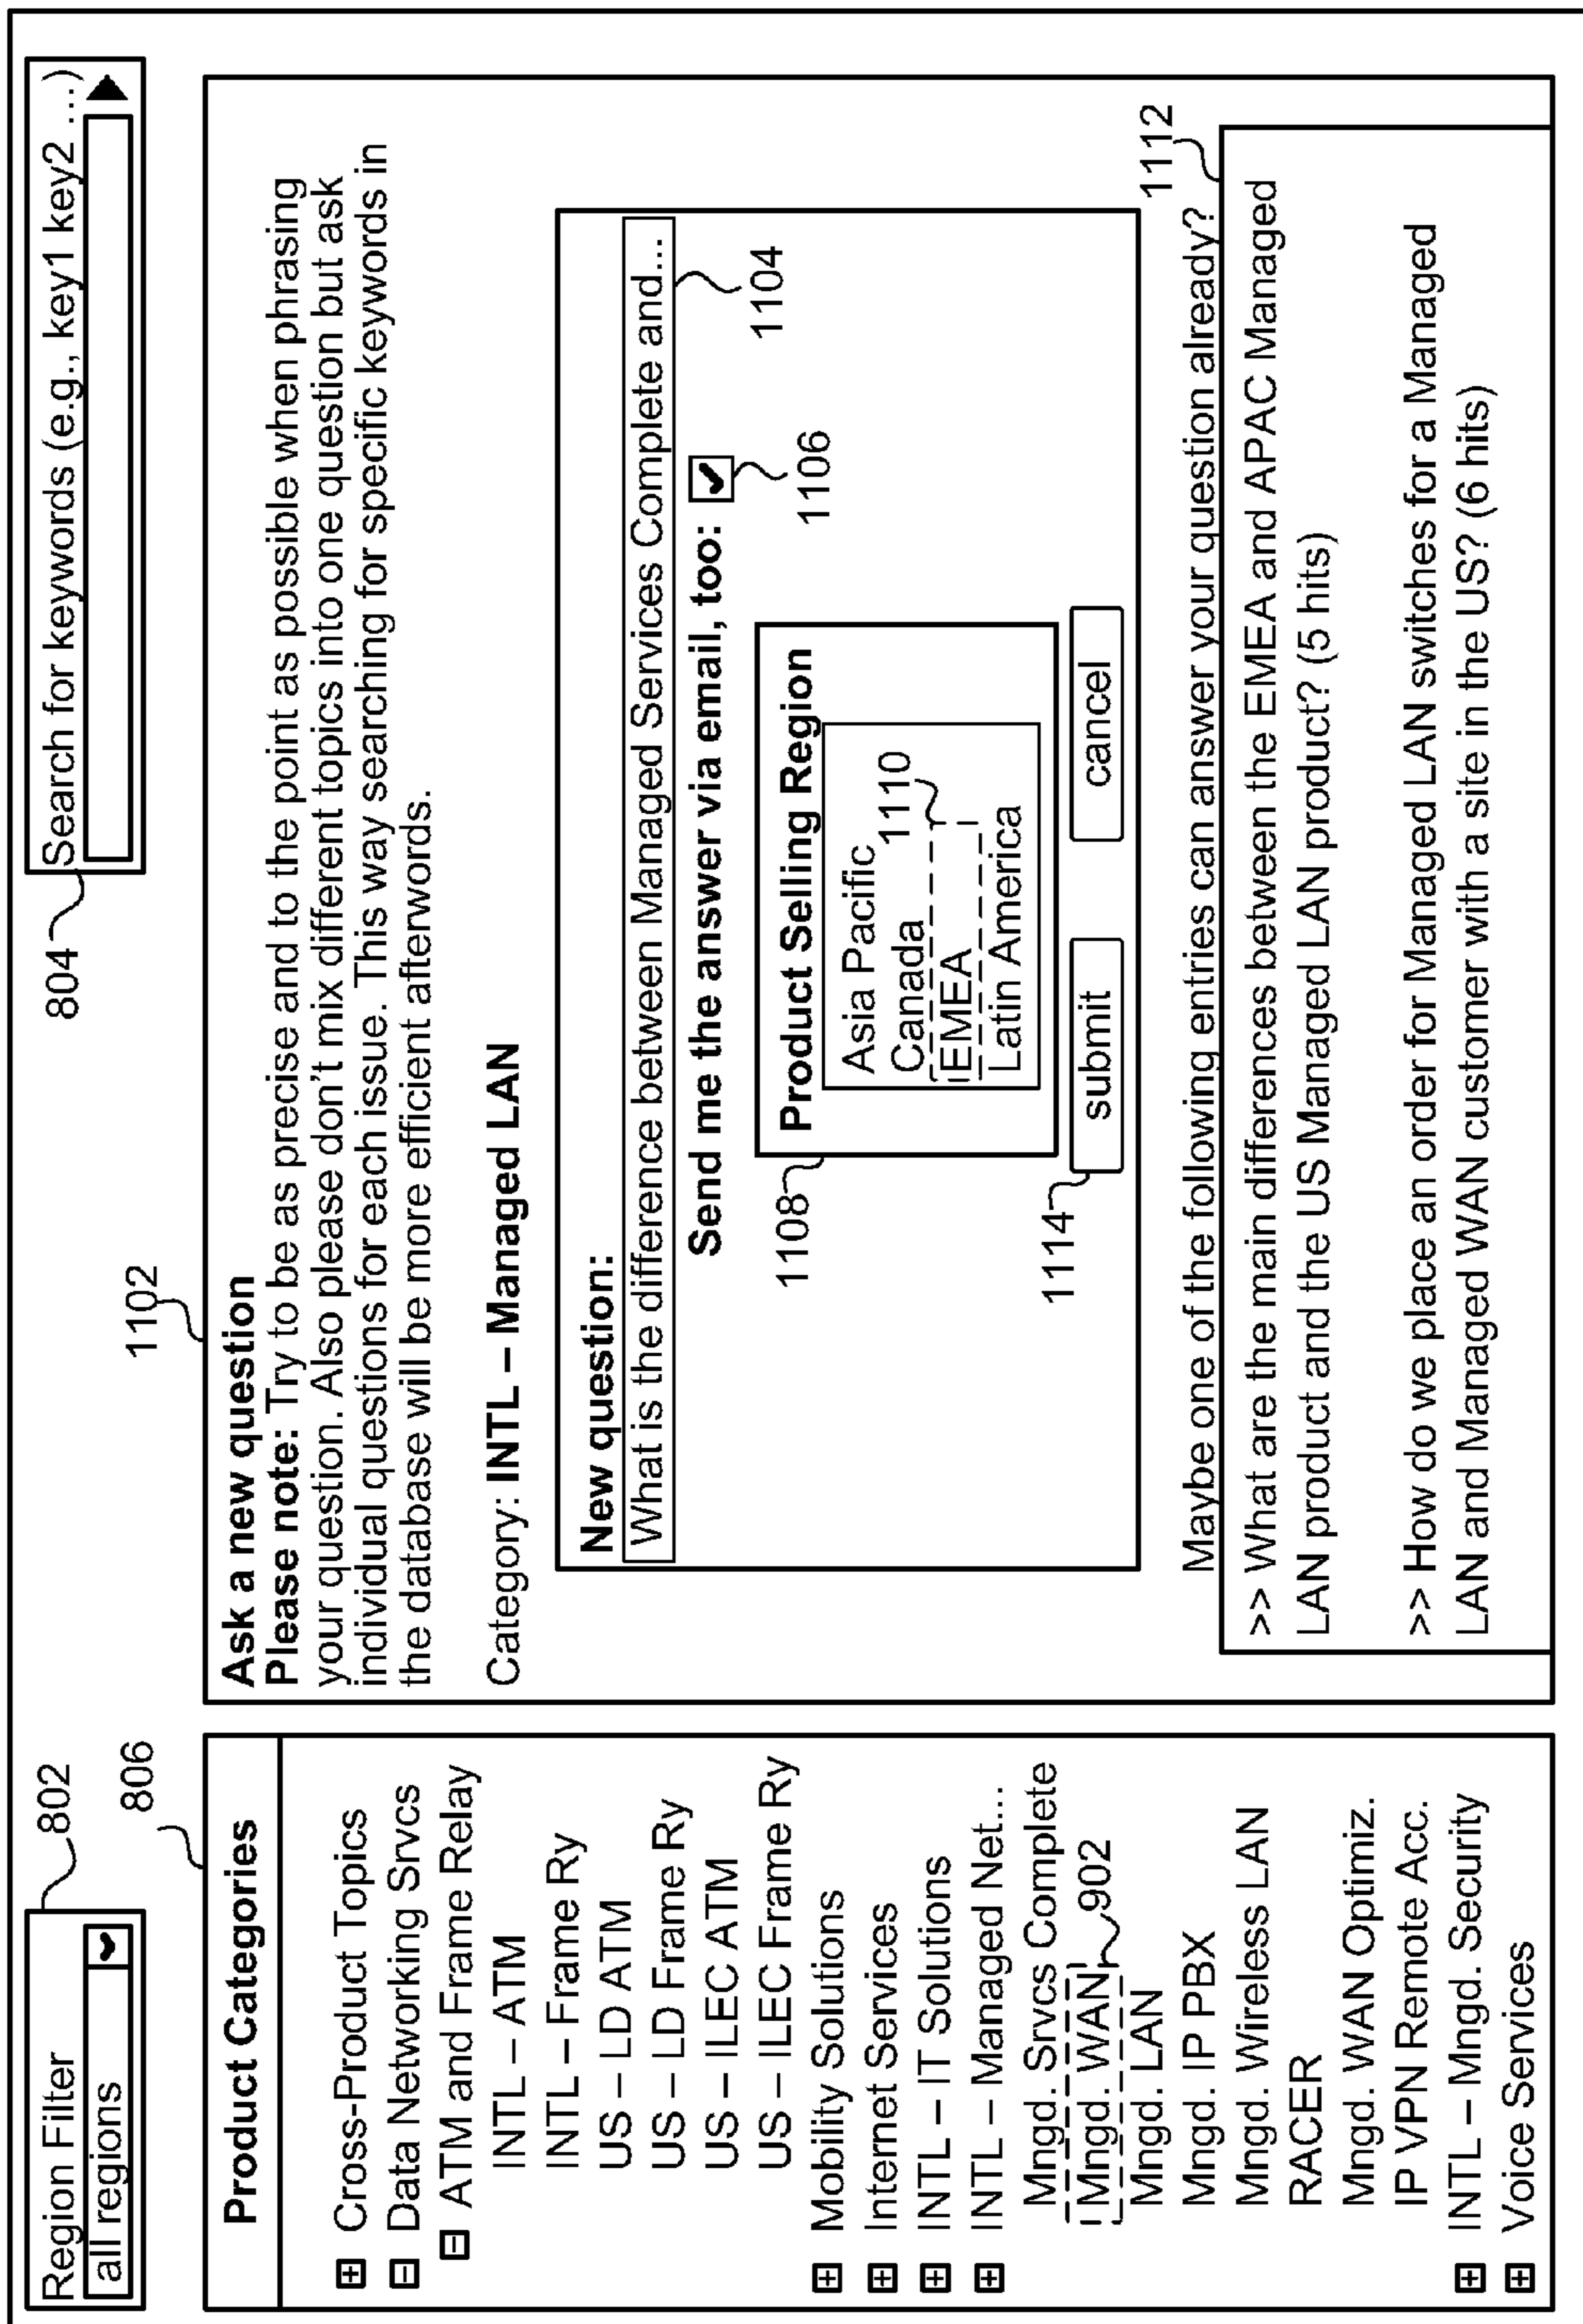 Region Filter
all regions
802
804
Search for keywords (e.g., key1 key2 ...)
806
Product Categories
Cross-Product Topics
Data Networking Srvcs
ATM and Frame Relay
INTL – ATM
INTL – Frame Ry
US – LD ATM
US – LD Frame Ry
US – ILEC ATM
US – ILEC Frame Ry
Mobility Solutions
Internet Services
INTL – IT Solutions
INTL – Managed Net...
Mngd. Srvcs Complete
Mngd. WAN
902
Mngd. LAN
Mngd. IP PBX
Mngd. Wireless LAN
RACER
Mngd. WAN Optimiz.
IP VPN Remote Acc.
INTL – Mngd. Security
Voice Services
1102
Ask a new question
Please note: Try to be as precise and to the point as possible when phrasing
your question. Also please don't mix different topics into one question but ask
individual questions for each issue. This way searching for specific keywords in
the database will be more efficient afterwords.
Category: INTL – Managed LAN
New question:
What is the difference between Managed Services Complete and...
1104
Send me the answer via email, too:
1106
1108
Product Selling Region
Asia Pacific
Canada
1110
EMEA
Latin America
1114
submit
cancel
Maybe one of the following entries can answer your question already?
1112
>> What are the main differences between the EMEA and APAC Managed
LAN product and the US Managed LAN product? (5 hits)
>> How do we place an order for Managed LAN switches for a Managed
LAN and Managed WAN customer with a site in the US? (6 hits)